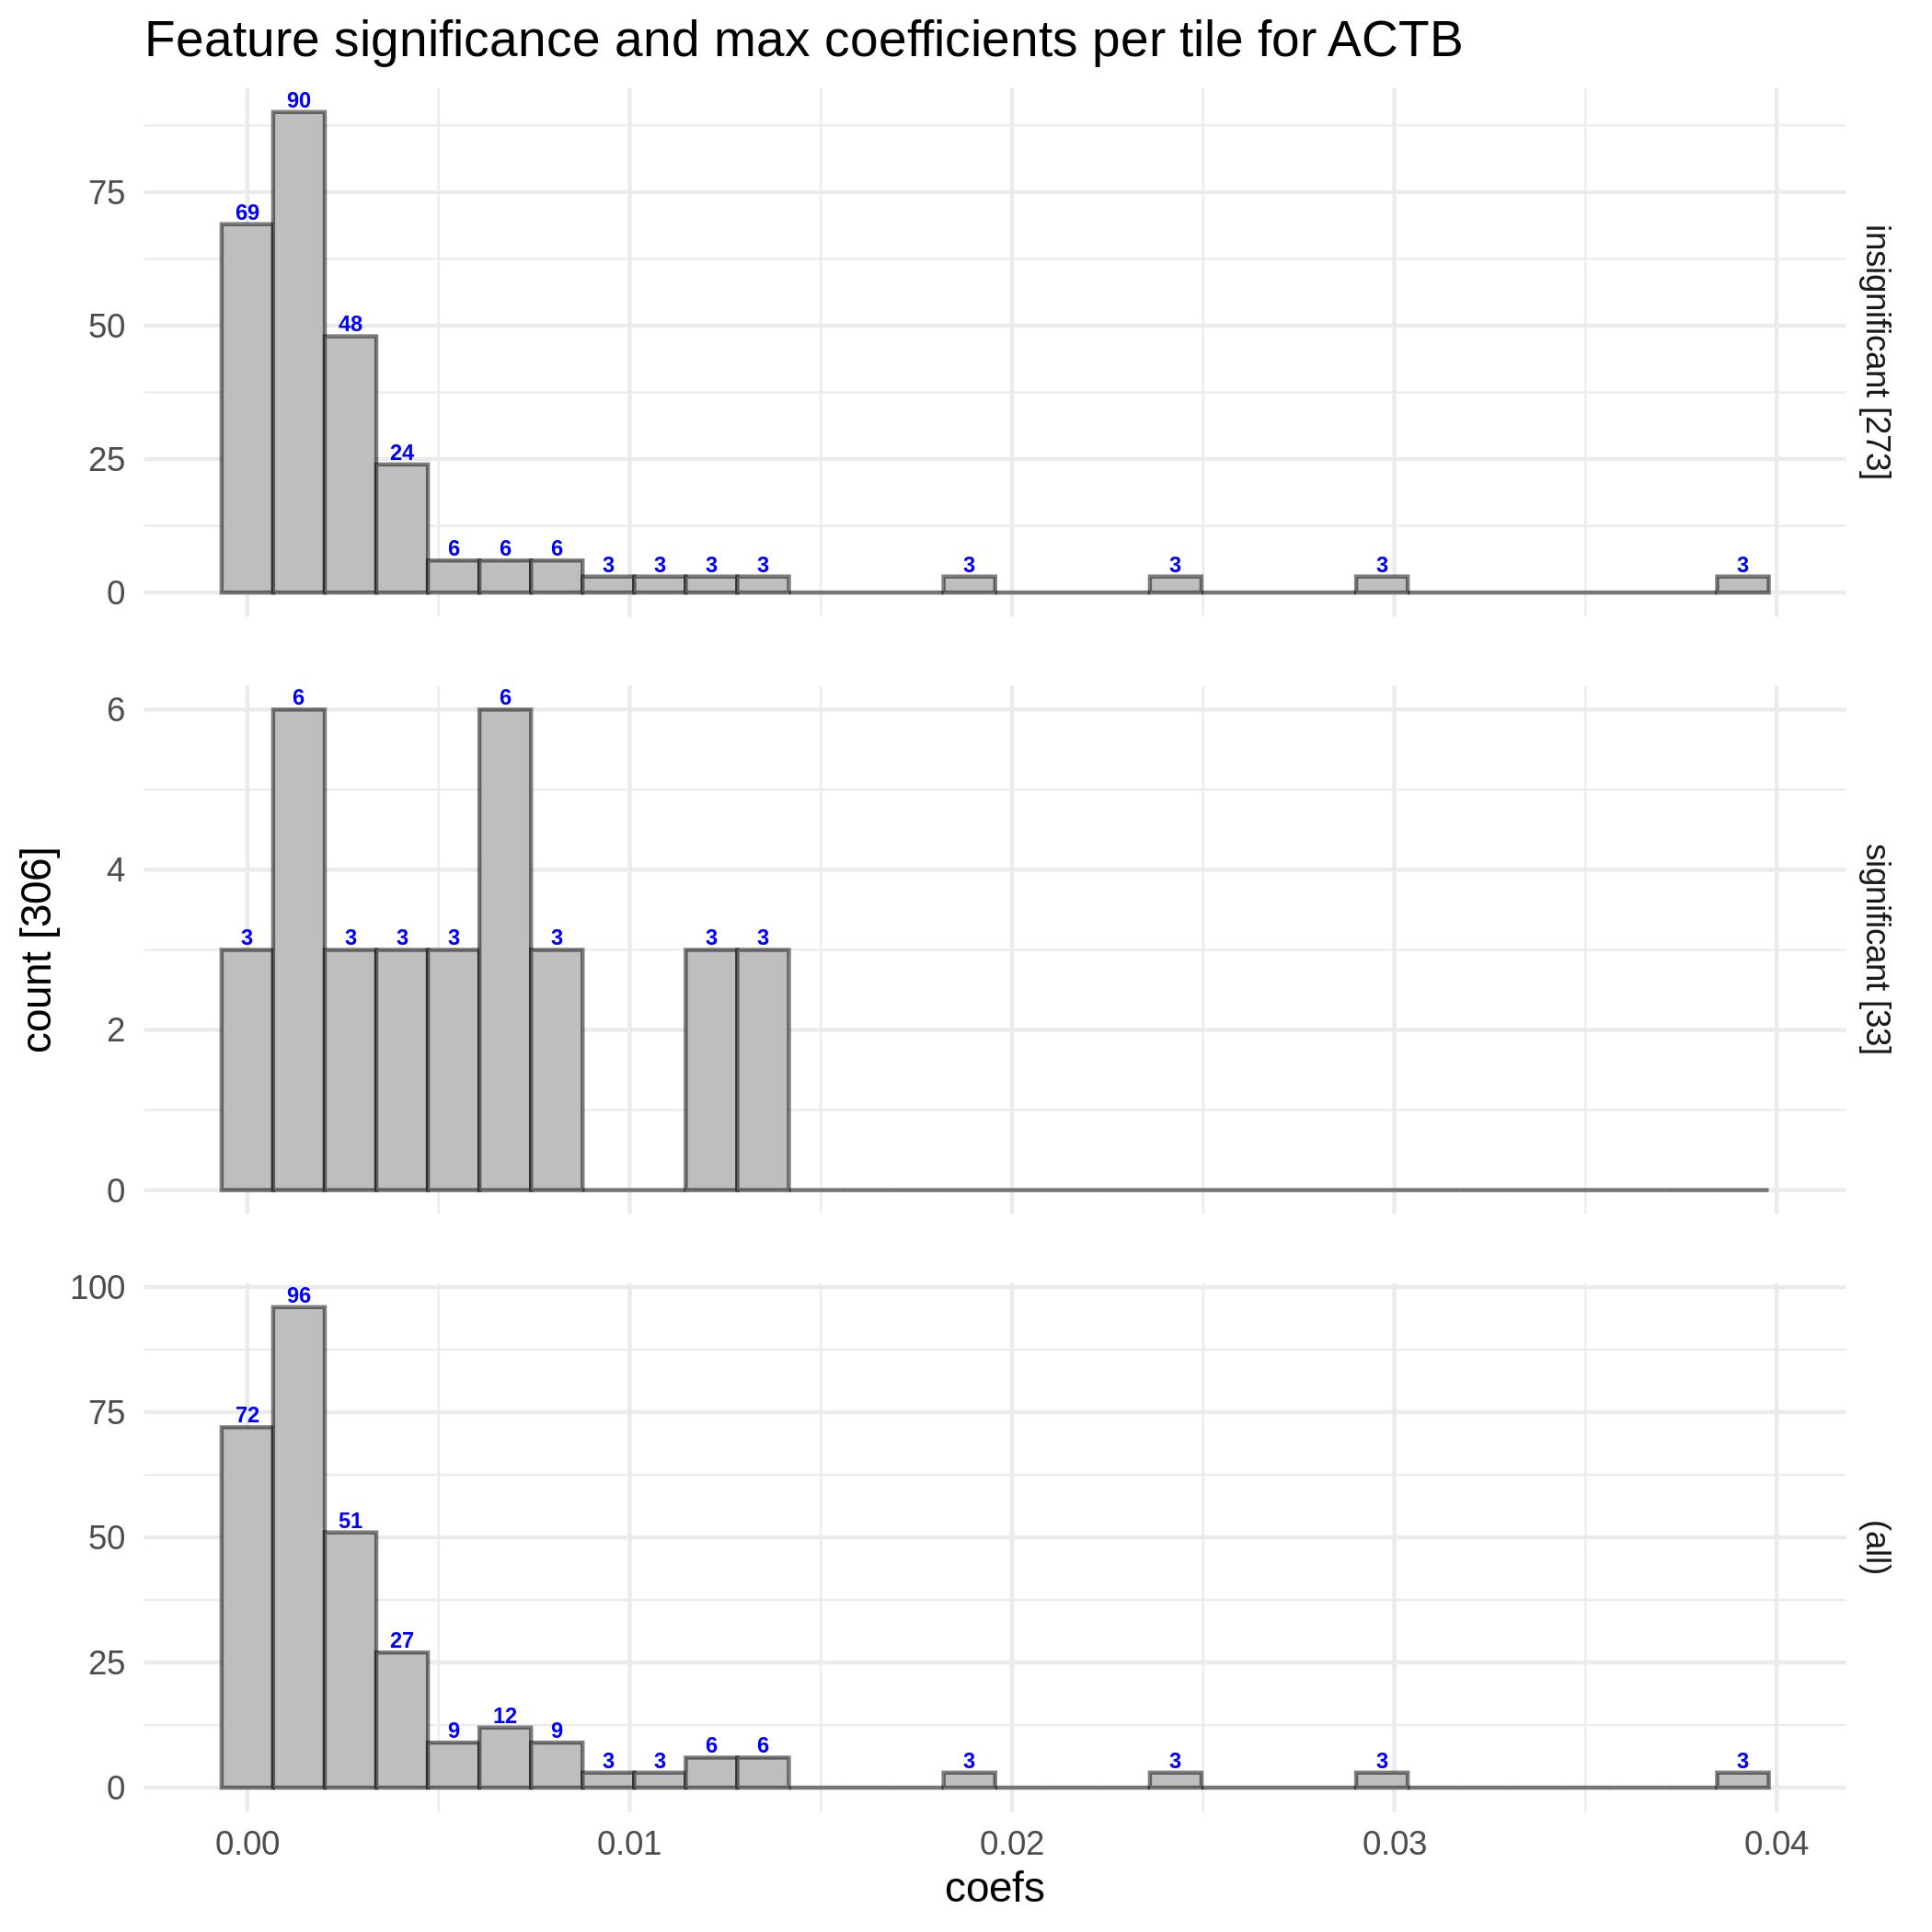 Feature significance and max coefficients per tile for ACTB
90
69
48
24
6 6 6
3 3 3 3 3 3 3 3
75
50
25
0
insignificant [273]
6 6
3 3 3 3 3 3 3
6
4
2
0
significant [33]
count [306]
96
72
51
27
9 12 9
3 3 6 6 3 3 3 3
100
75
50
25
0
(all)
0.00 0.01 0.02 0.03 0.04
coefs